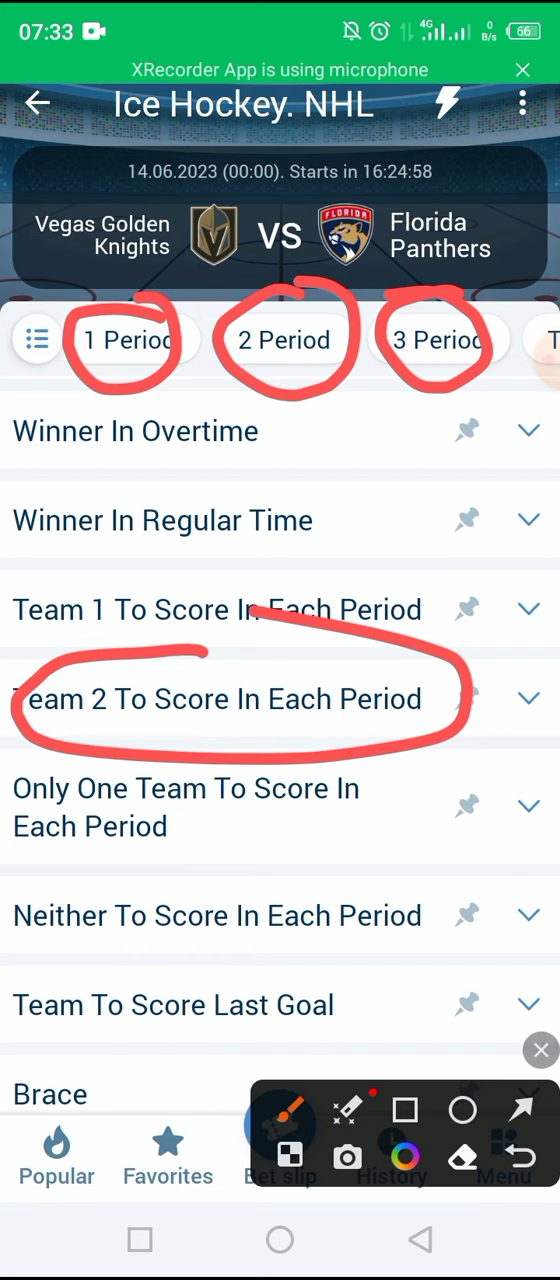 07:33
4G
0
B/s
66
XRecorder App is using microphone
Ice Hockey. NHL
14.06.2023 (00:00). Starts in 16:24:58
Vegas Golden
Knights
VS
FLORIDA
Florida
Panthers
1 Period
2 Period
3 Period
T
Winner In Overtime
Winner In Regular Time
Team 1 To Score In Each Period
Team 2 To Score In Each Period
Only One Team To Score In
Each Period
Neither To Score In Each Period
Team To Score Last Goal
Brace
Popular
Favorites
Bet slip
History
Menu